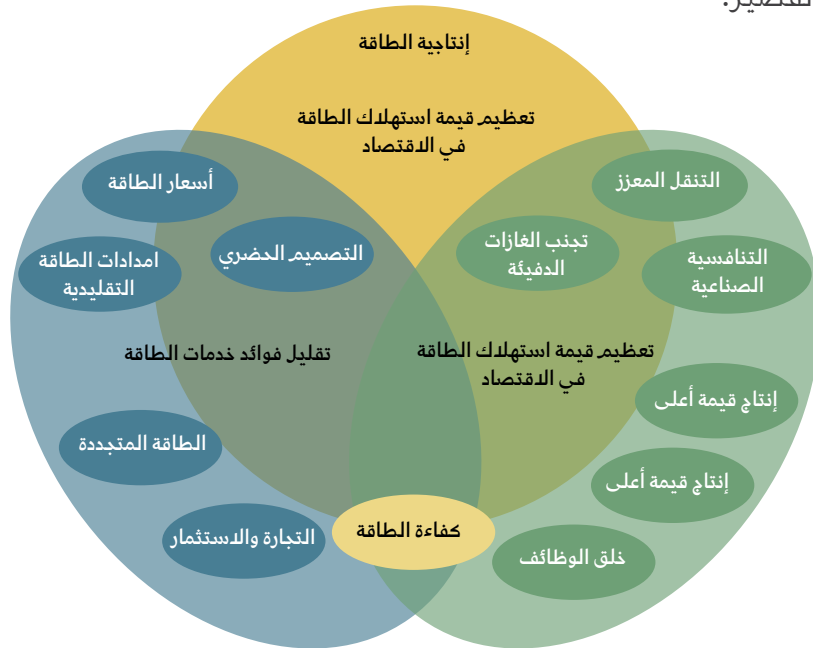 تقصير.
إنتاجية الطاقة
تعظيم قيمة استهلاك الطاقة
في الاقتصاد
التنقل المعزز
أسعار الطاقة
تجنب الغازات
الدفيئة
التصميم الحضري
التنافسية
الصناعية
امدادات الطاقة
التقليدية
تعظيم قيمة استهلاك الطاقة
في الاقتصاد
تقليل فوائد خدمات الطاقة
إنتاج قيمة أعلى
الطاقة المتجددة
إنتاج قيمة أعلى
كفاءة الطاقة
التجارة والاستثمار
خلق الوظائف